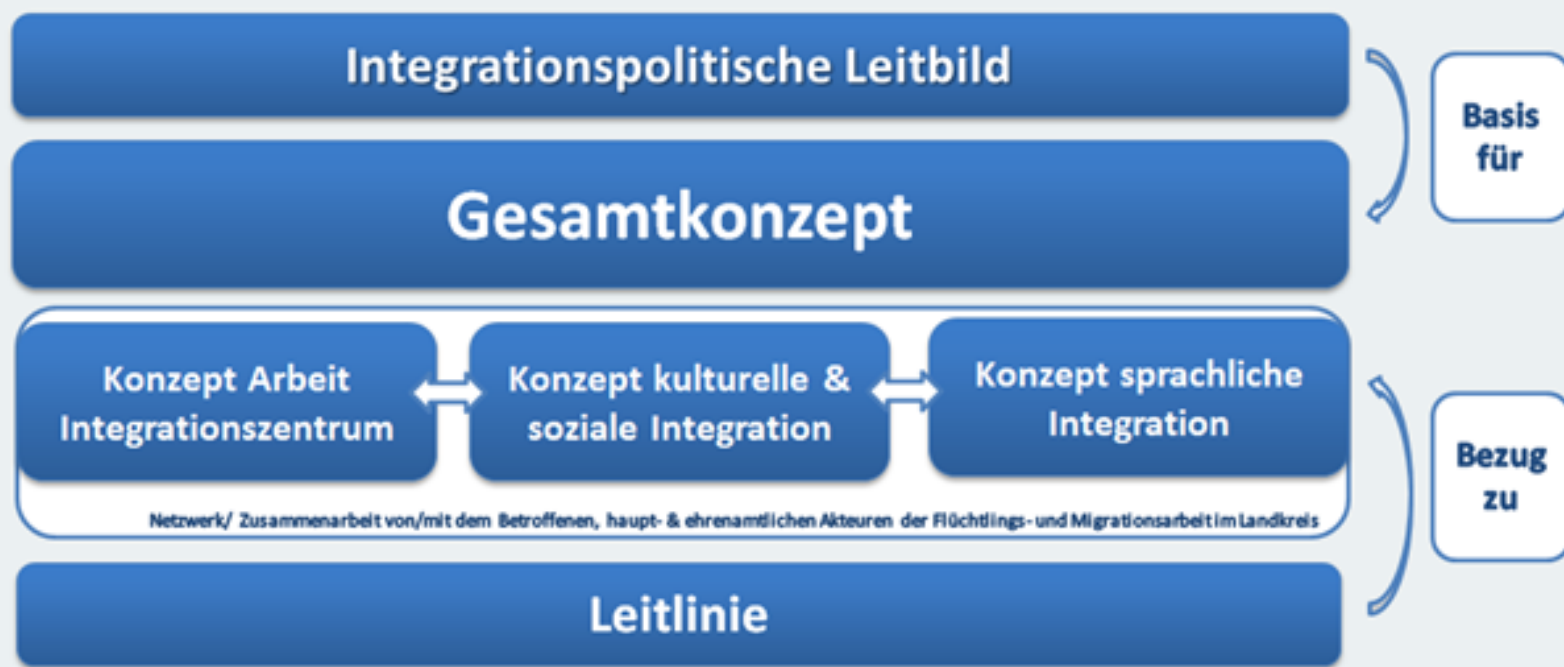 Integrationspolitische Leitbild
Basis
für
Gesamtkonzept
Konzept Arbeit
Integrationszentrum
Konzept kulturelle &
soziale Integration
Konzept sprachliche
Integration
Bezug
zu
Netzwerk/ Zusammenarbeit von/mit dem Betroffenen, haupt- & ehrenamtlichen Akteuren der Flüchtlings- und Migrationsarbeit im Landkreis
Leitlinie